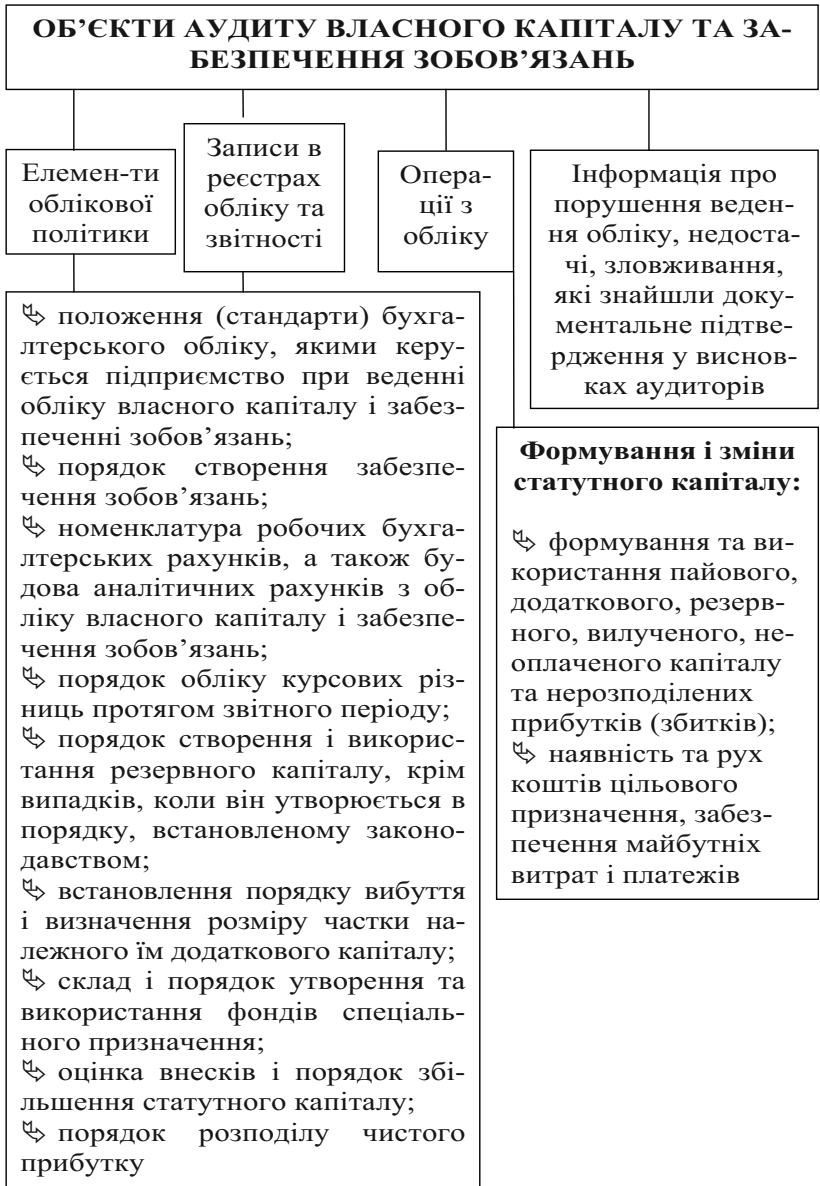 ОБ’ЄКТИ АУДИТУ ВЛАСНОГО КАПІТАЛУ ТА ЗА-
БЕЗПЕЧЕННЯ ЗОБОВ’ЯЗАНЬ
Елемен-ти
облікової
політики
Записи в
реєстрах
обліку та
звітності
Опера-
ції з
обліку
Інформація про
порушення веден-
ня обліку, недоста-
чі, зловживання,
які знайшли доку-
ментальне підтве-
рдження у виснов-
ках аудиторів
положення (стандарти) бухга-
лтерського обліку, якими керу-
ється підприємство при веденні
обліку власного капіталу і забез-
печенні зобов’язань;
порядок створення забезпе-
чення зобов’язань;
номенклатура робочих бухга-
лтерських рахунків, а також бу-
дова аналітичних рахунків з об-
ліку власного капіталу і забезпе-
чення зобов’язань;
порядок обліку курсових різ-
ниць протягом звітного періоду;
порядок створення і викорис-
тання резервного капіталу, крім
випадків, коли він утворюється в
порядку, встановленому законо-
давством;
встановлення порядку вибуття
і визначення розміру частки на-
лежного їм додаткового капіталу;
склад і порядок утворення та
використання фондів спеціаль-
ного призначення;
оцінка внесків і порядок збі-
льшення статутного капіталу;
порядок розподілу чистого
прибутку
Формування і зміни
статутного капіталу:
формування та ви-
користання пайового,
додаткового, резерв-
ного, вилученого, не-
оплаченого капіталу
та нерозподілених
прибутків (збитків);
наявність та рух
коштів цільового
призначення, забез-
печення майбутніх
витрат і платежів